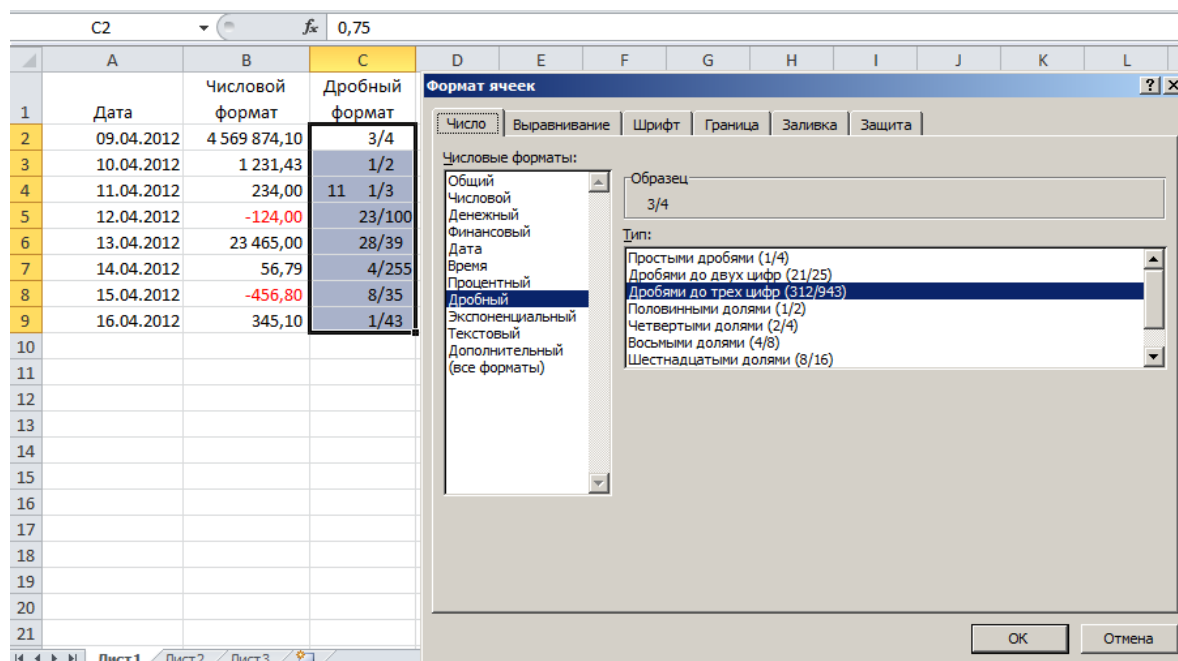 C2 fx 0,75
A B C D E F G H I J K L
1 Дата Числовой формат Дробный формат
2 09.04.2012 4 569 874,10 3/4
3 10.04.2012 1 231,43 1/2
4 11.04.2012 234,00 11 1/3
5 12.04.2012 -124,00 23/100
6 13.04.2012 23 465,00 28/39
7 14.04.2012 56,79 4/255
8 15.04.2012 -456,80 8/35
9 16.04.2012 345,10 1/43
10
11
12
13
14
15
16
17
18
19
20
21
Лист1 Лист2 Лист3
Формат ячеек
Число Выравнивание Шрифт Граница Заливка Защита
Числовые форматы:
Общий
Числовой
Денежный
Финансовый
Дата
Время
Процентный
Дробный
Экспоненциальный
Текстовый
Дополнительный
(все форматы)
Образец
3/4
Тип:
Простыми дробями (1/4)
Дробями до двух цифр (21/25)
Дробями до трех цифр (312/943)
Половинными долями (1/2)
Четвертыми долями (2/4)
Восьмыми долями (4/8)
Шестнадцатыми долями (8/16)
ОК Отмена